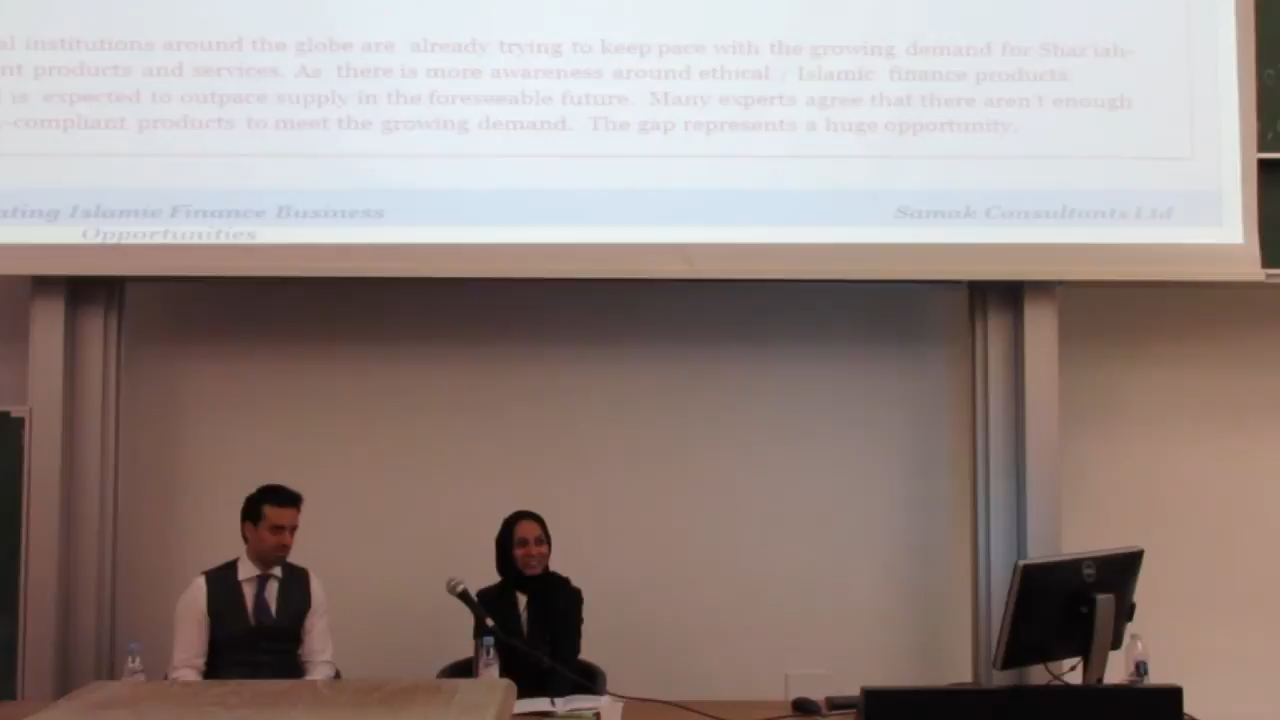 al institutions around the globe are already trying to keep pace with the growing demand for Shar'iah-
nt products and services. As there is more awareness around ethical / Islamic finance products
is expected to outpace supply in the foreseeable future. Many experts agree that there aren't enough
-compliant products to meet the growing demand. The gap represents a huge opportunity.
ating Islamic Finance Business
Opportunities
Samak Consultants Ltd
DELL